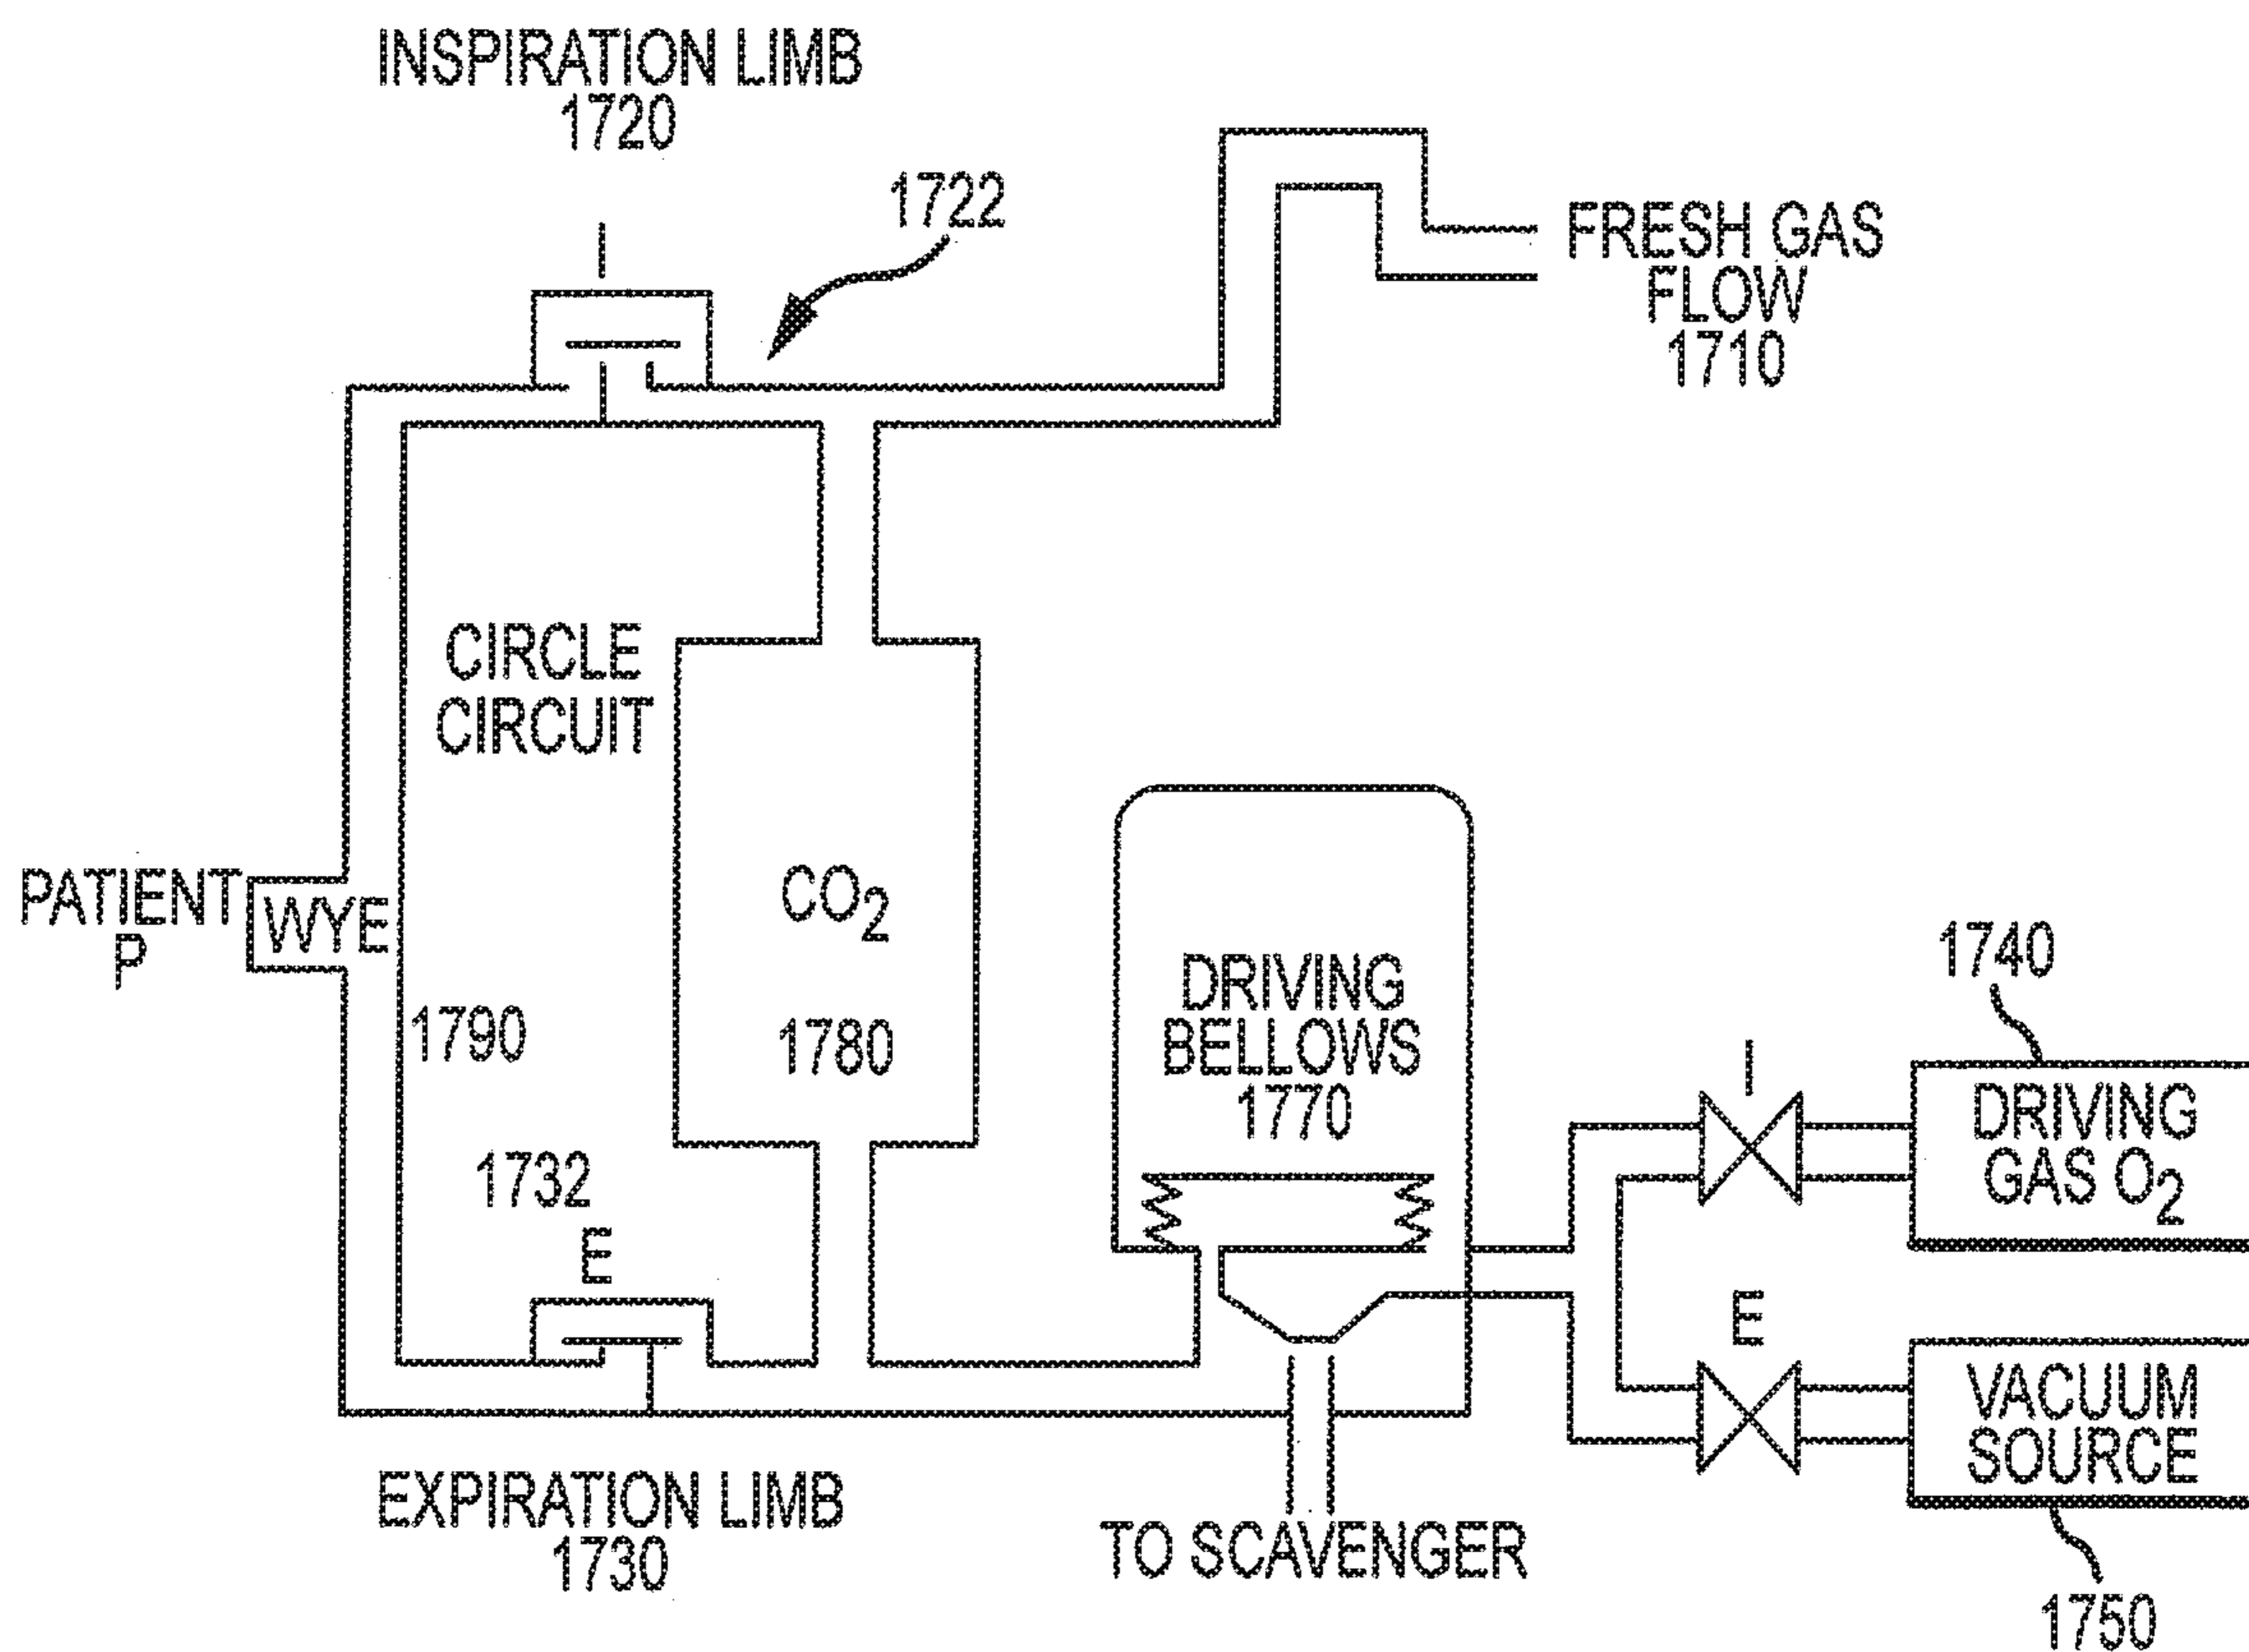 INSPIRATION LIMB
1720
1722
I
FRESH GAS
FLOW
1710
CIRCLE
CIRCUIT
PATIENT
P
WYE
CO2
1790
1780
DRIVING
BELLOWS
1770
1740
I
DRIVING
GAS O2
1732
E
E
VACUUM
SOURCE
EXPIRATION LIMB
1730
TO SCAVENGER
1750